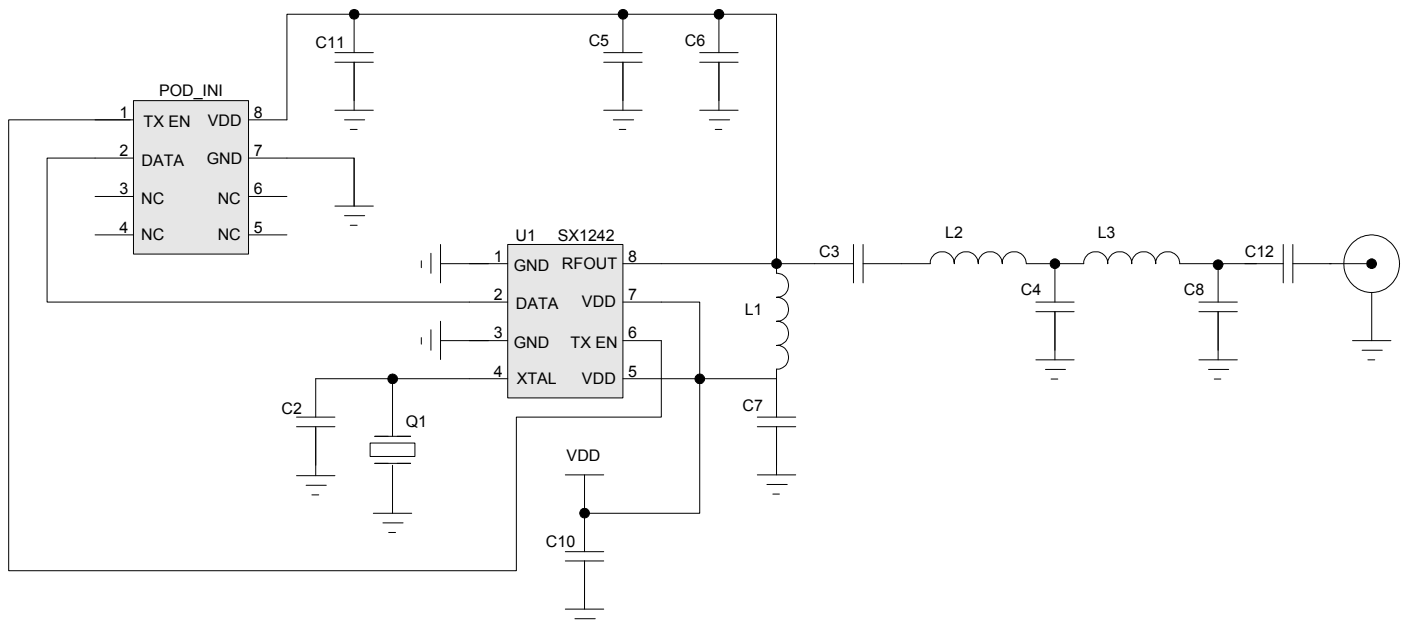 C11
C5
C6
POD_INI
1 TX EN VDD 8
2 DATA GND 7
3 NC 6
4 NC NC 5
U1 SX1242
1 GND RFOUT 8
2 DATA VDD 7
3 GND TX EN 6
4 XTAL VDD 5
C3
L2
L3
C12
C4
C8
L1
C2
Q1
C7
VDD
C10